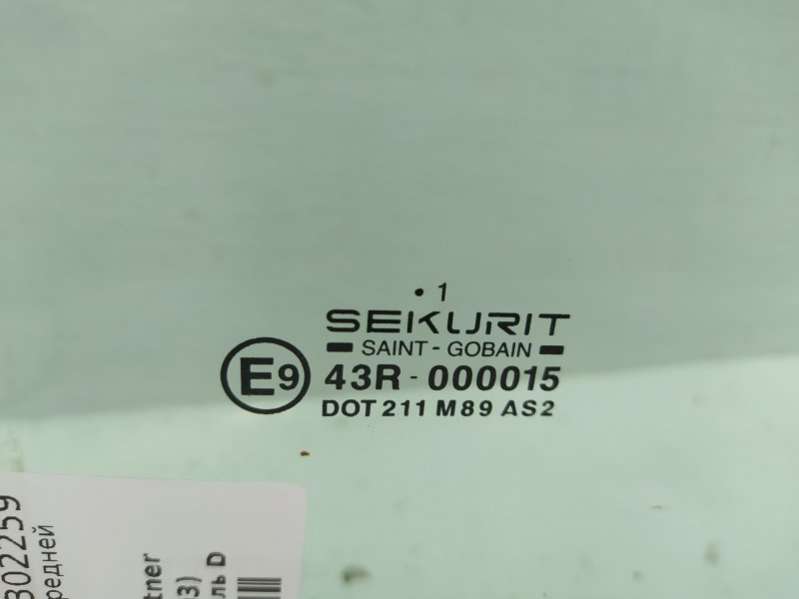 • 1
SEKURIT
SAINT - GOBAIN
E9
43R - 000015
DOT 211 M89 AS2
302259
редней
tner
3)
ль D